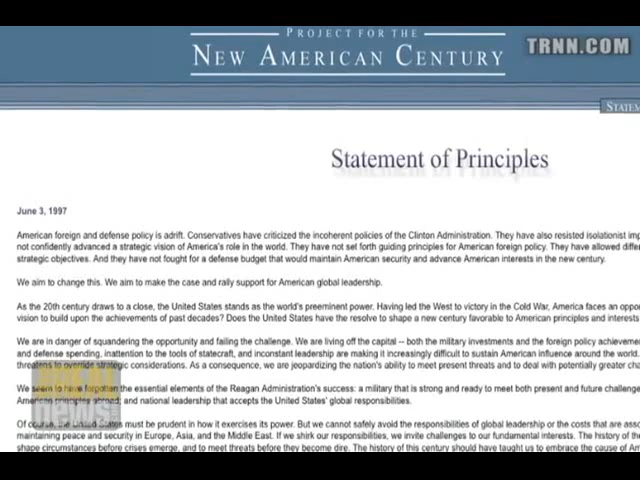 PROJECT FOR THE
NEW AMERICAN CENTURY
TRNN.COM
Statement of Principles
June 3, 1997
American foreign and defense policy is adrift. Conservatives have criticized the incoherent policies of the Clinton Administration. They have also resisted isolationist
not confidently advanced a strategic vision of America's role in the world. They have not set forth guiding principles for American foreign policy. They have allowed
strategic objectives. And they have not fought for a defense budget that would maintain American security and advance American interests in the new century.
We aim to change this. We aim to make the case and rally support for American global leadership.
As the 20th century draws to a close, the United States stands as the world's preeminent power. Having led the West to victory in the Cold War, America faces an
vision to build upon the achievements of past decades? Does the United States have the resolve to shape a new century favorable to American principles and interests
We are in danger of squandering the opportunity and failing the challenge. We are living off the capital -- both the military investments and the foreign policy
and defense spending, inattention to the tools of statecraft, and inconstant leadership are making it increasingly difficult to sustain American influence around the world.
threatens to override strategic considerations. As a consequence, we are jeopardizing the nation's ability to meet present threats and to deal with potentially greater
We seem to have forgotten the essential elements of the Reagan Administration's success: a military that is strong and ready to meet both present and future
American principles abroad; and national leadership that accepts the United States' global responsibilities.
Of course, the United States must be prudent in how it exercises its power. But we cannot safely avoid the responsibilities of global leadership or the costs that are
maintaining peace and security in Europe, Asia, and the Middle East. If we shirk our responsibilities, we invite challenges to our fundamental interests. The history of
shape circumstances before crises emerge, and to meet threats before they become dire. The history of this century should have taught us to embrace the cause of
news